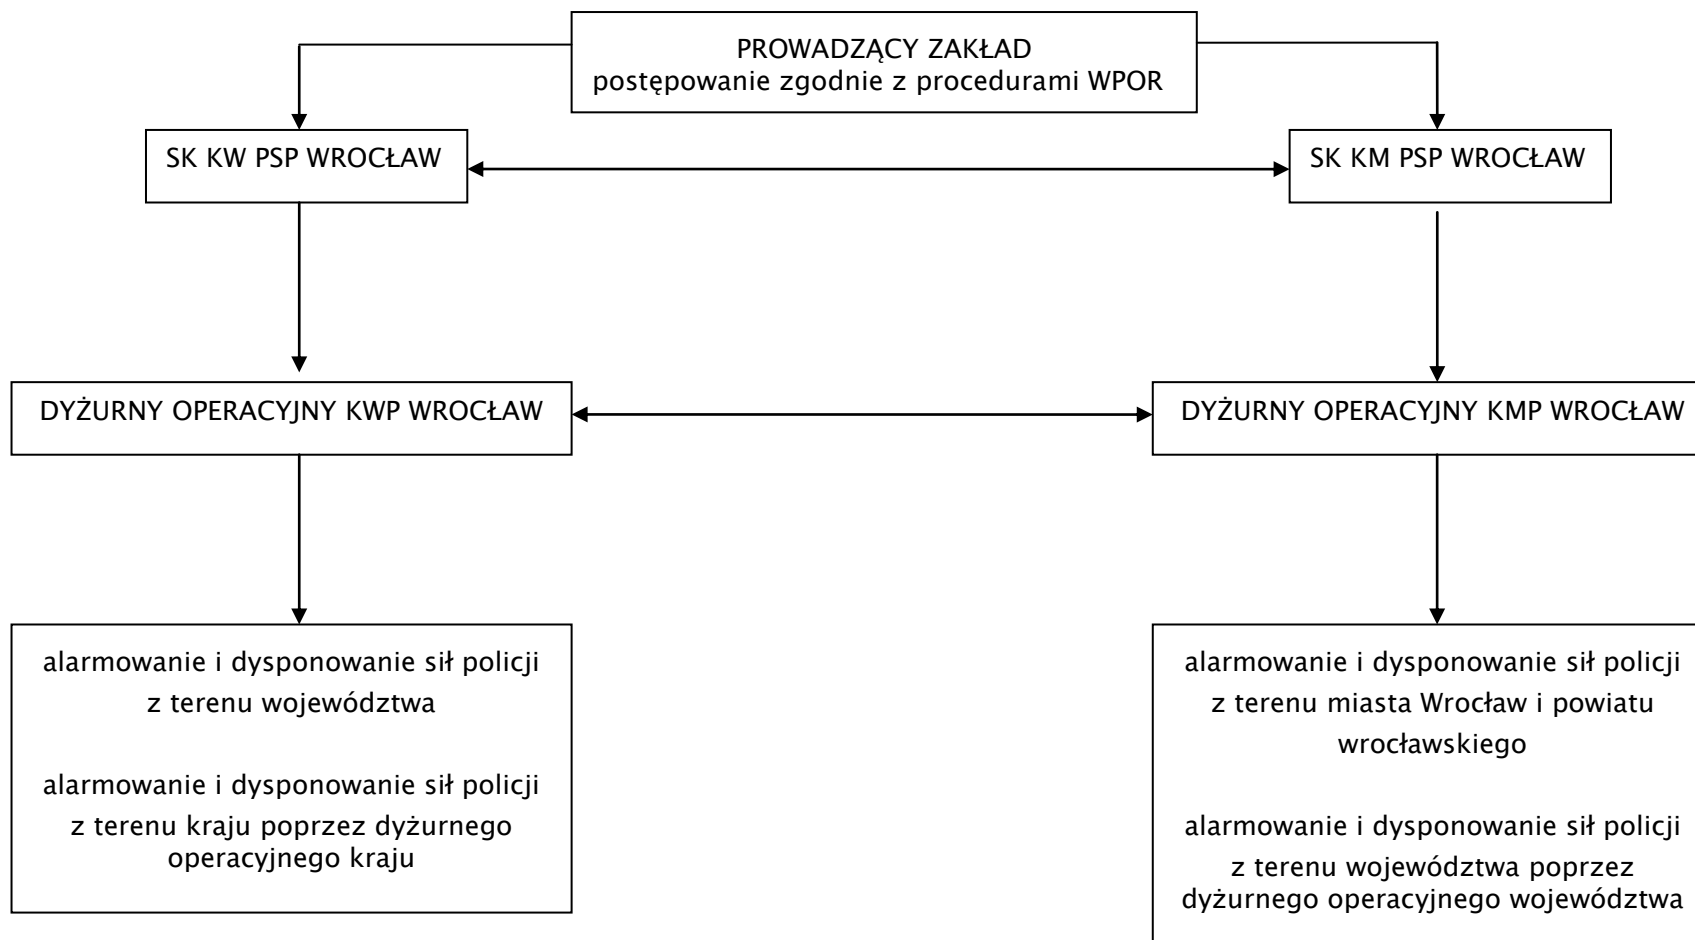 PROWADZĄCY ZAKŁAD
postępowanie zgodnie z procedurami WPOR
SK KW PSP WROCŁAW
SK KM PSP WROCŁAW
DYŻURNY OPERACYJNY KWP WROCŁAW
DYŻURNY OPERACYJNY KMP WROCŁAW
alarmowanie i dysponowanie sił policji
z terenu województwa
alarmowanie i dysponowanie sił policji
z terenu kraju poprzez dyżurnego
operacyjnego kraju
alarmowanie i dysponowanie sił policji
z terenu miasta Wrocław i powiatu
wrocławskiego
alarmowanie i dysponowanie sił policji
z terenu województwa poprzez
dyżurnego operacyjnego województwa